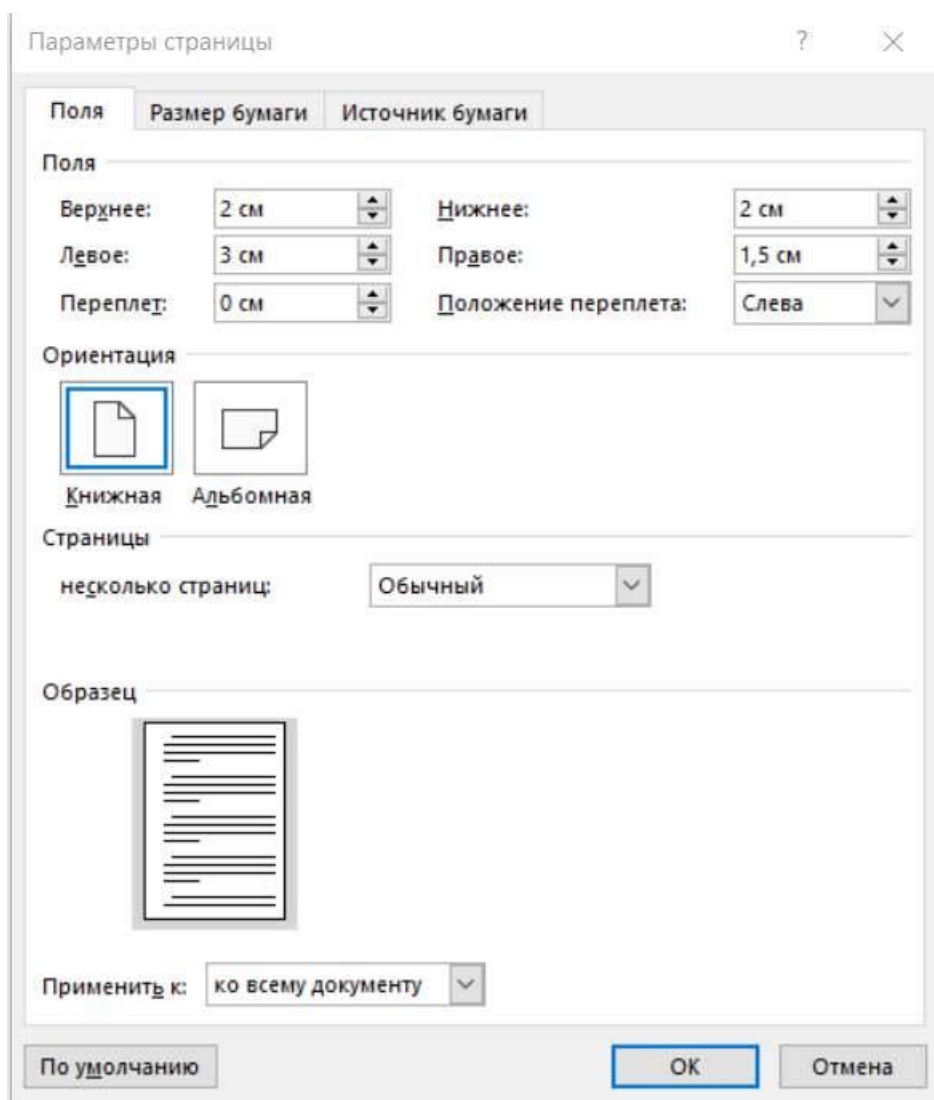 Параметры страницы ?
Поля Размер бумаги Источник бумаги
Поля
Верхнее: 2 см Нижнее: 2 см
Левое: 3 см Правое: 1,5 см
Переплет: 0 см Положение переплета: Слева
Ориентация
Книжная Альбомная
Страницы
несколько страниц: Обычный
Образец
Применить к: ко всему документу
По умолчанию ОК Отмена